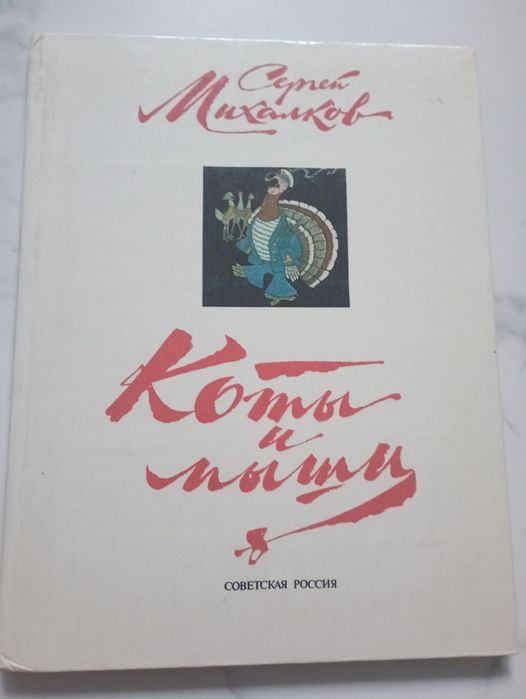 Сергей
Михалков
Коты
и
мыши
СОВЕТСКАЯ РОССИЯ